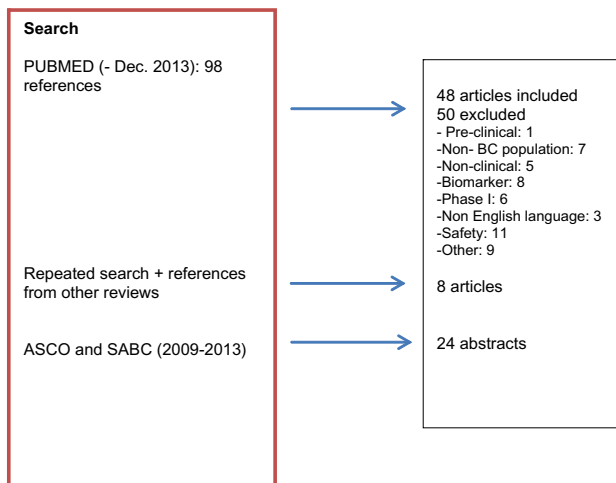 Search
PUBMED (- Dec. 2013): 98
references
48 articles included
50 excluded
- Pre-clinical: 1
-Non- BC population: 7
-Non-clinical: 5
-Biomarker: 8
-Phase I: 6
-Non English language: 3
-Safety: 11
-Other: 9
Repeated search + references
from other reviews
8 articles
ASCO and SABC (2009-2013)
24 abstracts